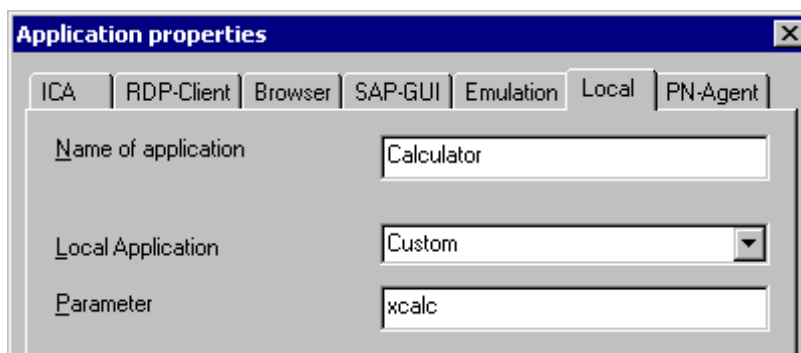 Application properties
ICA RDP-Client Browser SAP-GUI Emulation Local PN-Agent
Name of application Calculator
Local Application Custom
Parameter xcalc